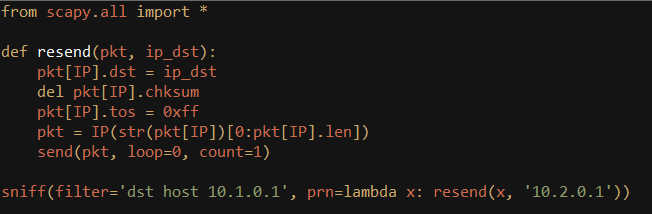 from scapy.all import *
def resend(pkt, ip_dst):
    pkt[IP].dst = ip_dst
    del pkt[IP].chksum
    pkt[IP].tos = 0xff
    pkt = IP(str(pkt[IP])[0:pkt[IP].len])
    send(pkt, loop=0, count=1)
sniff(filter='dst host 10.1.0.1', prn=lambda x: resend(x, '10.2.0.1'))